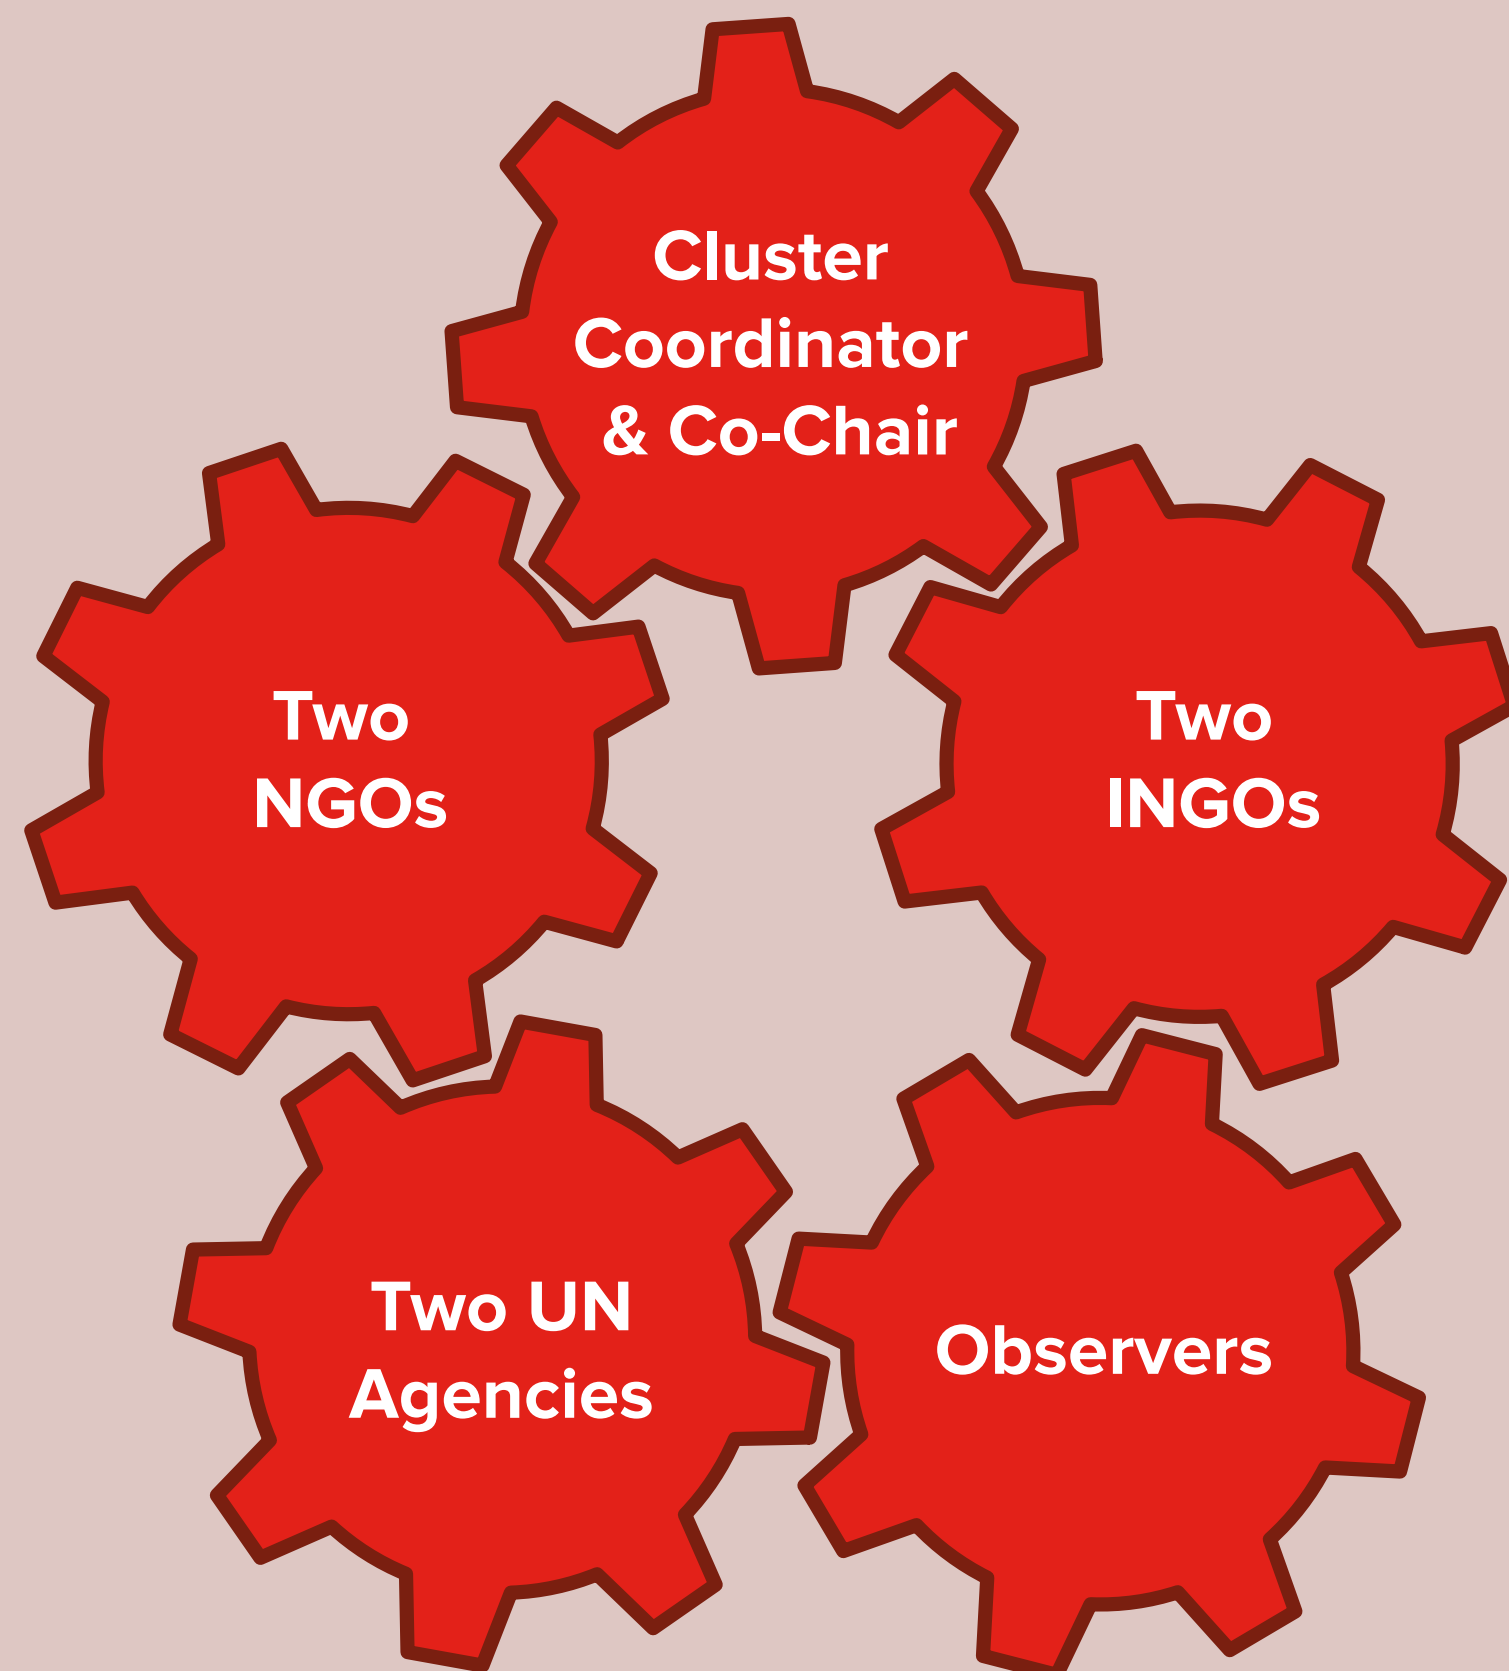 Cluster
Coordinator
& Co-Chair
Two
NGOs
Two
INGOs
Two UN
Agencies
Observers